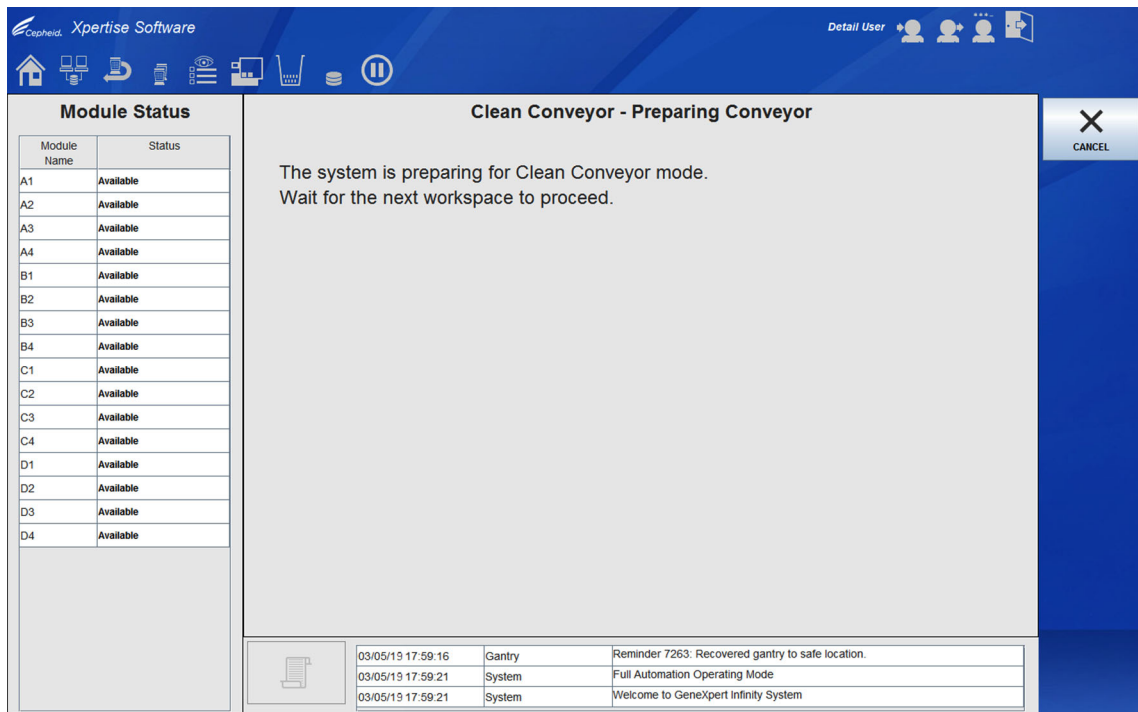 Cepheid. Xpertise Software
Detail User
Module Status
Clean Conveyor - Preparing Conveyor
CANCEL
Module Name Status
The system is preparing for Clean Conveyor mode.
Wait for the next workspace to proceed.
A1 Available
A2 Available
A3 Available
A4 Available
B1 Available
B2 Available
B3 Available
B4 Available
C1 Available
C2 Available
C3 Available
C4 Available
D1 Available
D2 Available
D3 Available
D4 Available
03/05/19 17:59:16 Gantry Reminder 7263: Recovered gantry to safe location.
03/05/19 17:59:21 System Full Automation Operating Mode
03/05/19 17:59:21 System Welcome to GeneXpert Infinity System